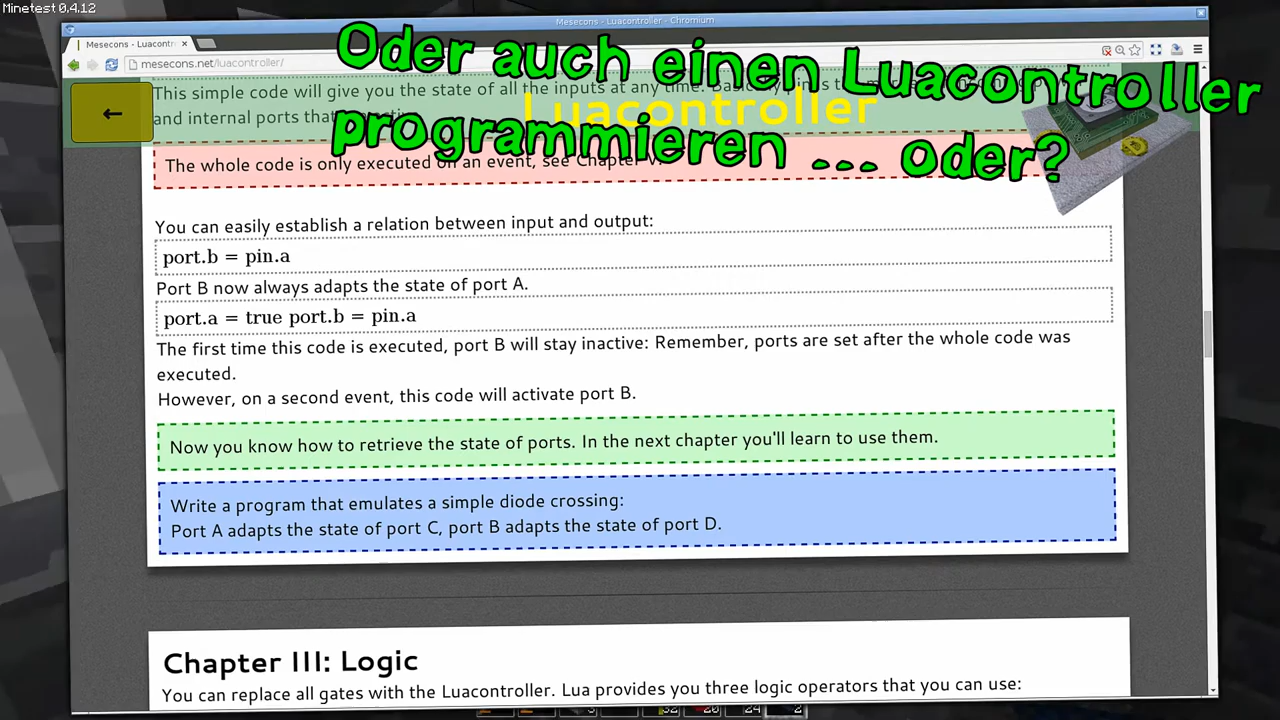 Minetest 0.4.12
Mesecons - Luacontroller - Chromium
Mesecons - Luacontr
mesecons.net/luacontroller/
Oder auch einen Luacontroller
programmieren ... oder?
This simple code will give you the state of all the inputs at any time.
Luacontroller
and internal ports that
The whole code is only executed on an event, see Chapter
You can easily establish a relation between input and output:
port.b = pin.a
Port B now always adapts the state of port A.
port.a = true port.b = pin.a
The first time this code is executed, port B will stay inactive: Remember, ports are set after the whole code was
executed.
However, on a second event, this code will activate port B.
Now you know how to retrieve the state of ports. In the next chapter you'll learn to use them.
Write a program that emulates a simple diode crossing:
Port A adapts the state of port C, port B adapts the state of port D.
Chapter III: Logic
You can replace all gates with the Luacontroller. Lua provides you three logic operators that you can use: